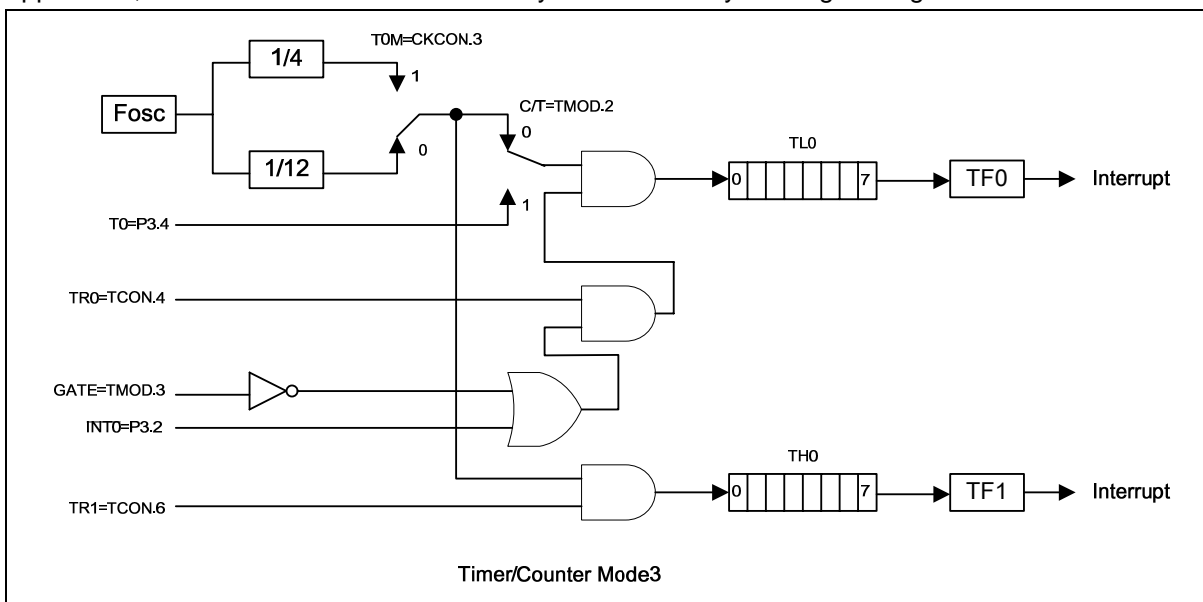 T0M=CKCON.3
1/4
1
C/T=TMOD.2
Fosc
0
0
TL0
1/12
0 7
TF0
Interrupt
1
T0=P3.4
TR0=TCON.4
GATE=TMOD.3
INT0=P3.2
TH0
0 7
TF1
Interrupt
TR1=TCON.6
Timer/Counter Mode3